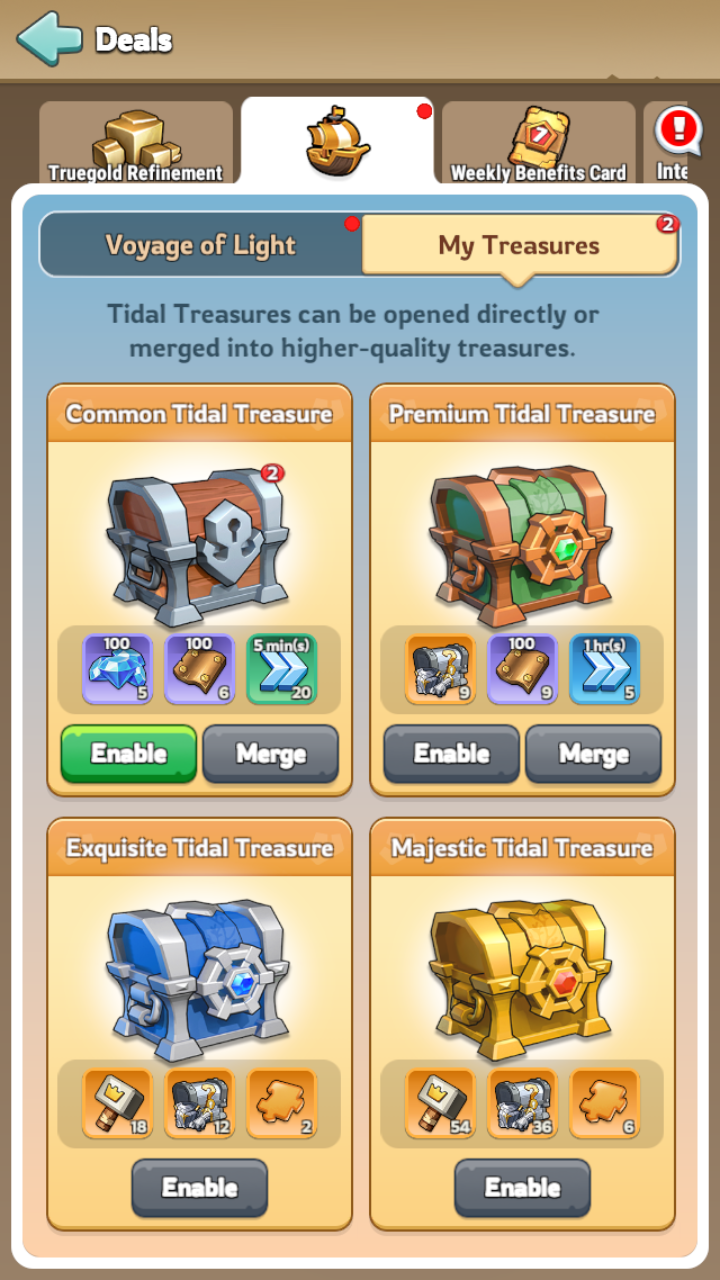 Deals
Truegold Refinement
7
Weekly Benefits Card
!
Inte
Voyage of Light
My Treasures
2
Tidal Treasures can be opened directly or
merged into higher-quality treasures.
Common Tidal Treasure
Premium Tidal Treasure
2
100
5
100
6
5 min(s)
20
9
100
9
1 hr(s)
5
Enable
Merge
Enable
Merge
Exquisite Tidal Treasure
Majestic Tidal Treasure
18
12
2
54
36
6
Enable
Enable